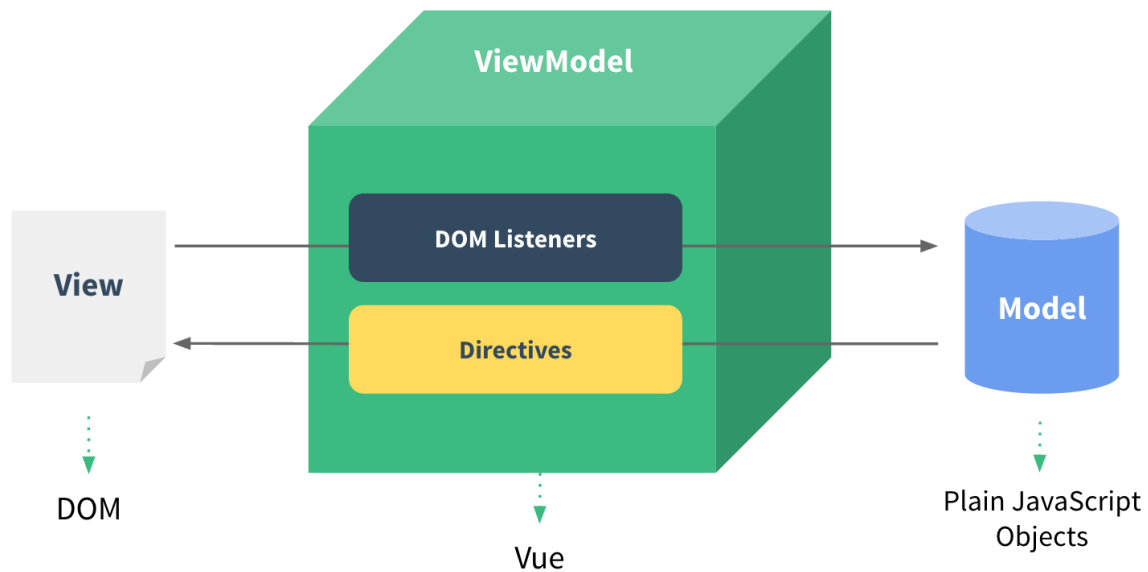 ViewModel
DOM Listeners
View
Directives
Model
DOM
Vue
Plain JavaScript
Objects